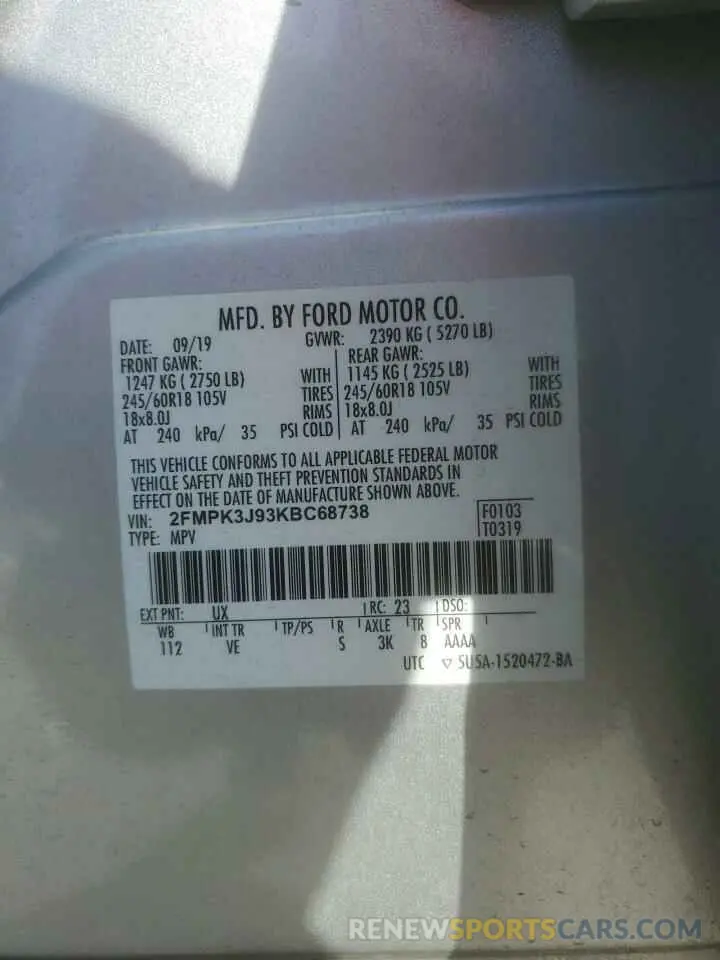 MFD. BY FORD MOTOR CO.
DATE: 09/19 GVWR: 2390 KG ( 5270 LB)
FRONT GAWR: REAR GAWR:
1247 KG ( 2750 LB) WITH 1145 KG ( 2525 LB) WITH
245/60R18 105V TIRES 245/60R18 105V TIRES
18x8.0J RIMS 18x8.0J RIMS
AT 240 kPa/ 35 PSI COLD AT 240 kPa/ 35 PSI COLD
THIS VEHICLE CONFORMS TO ALL APPLICABLE FEDERAL MOTOR
VEHICLE SAFETY AND THEFT PREVENTION STANDARDS IN
EFFECT ON THE DATE OF MANUFACTURE SHOWN ABOVE.
VIN: 2FMPK3J93KBC68738 F0103
TYPE: MPV T0319
EXT PNT: UX RC: 23 DSO:
WB INT TR TP/PS R AXLE TR SPR
112 VE S 3K 8 AAAA
UTC ▽ 5U5A-1520472-BA
RENEWSPORTSCARS.COM